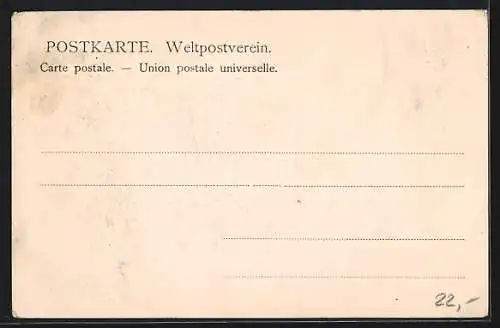 POSTKARTE. Weltpostverein.
Carte postale. — Union postale universelle.
22,-